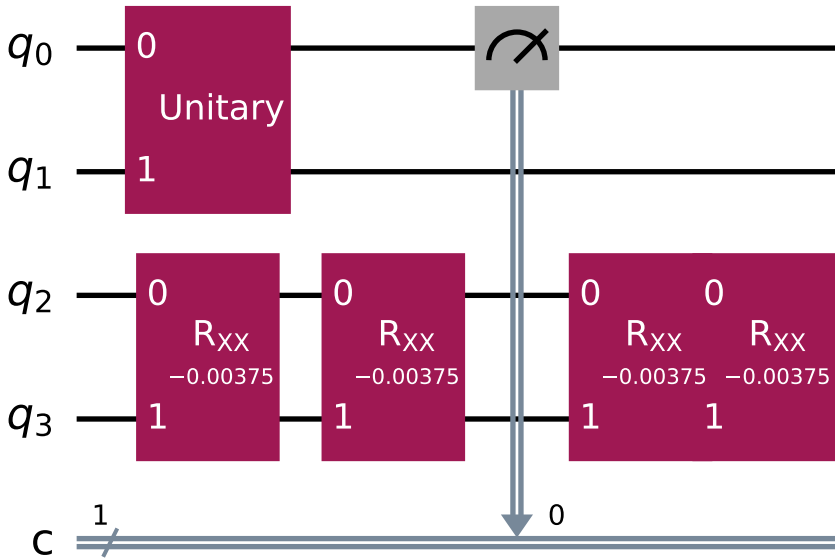 q0 0
Unitary
q1 1
q2 0 0 0 0
RXX RXX RXX RXX
−0.00375 −0.00375 −0.00375 −0.00375
q3 1 1 1 1
1 0
c